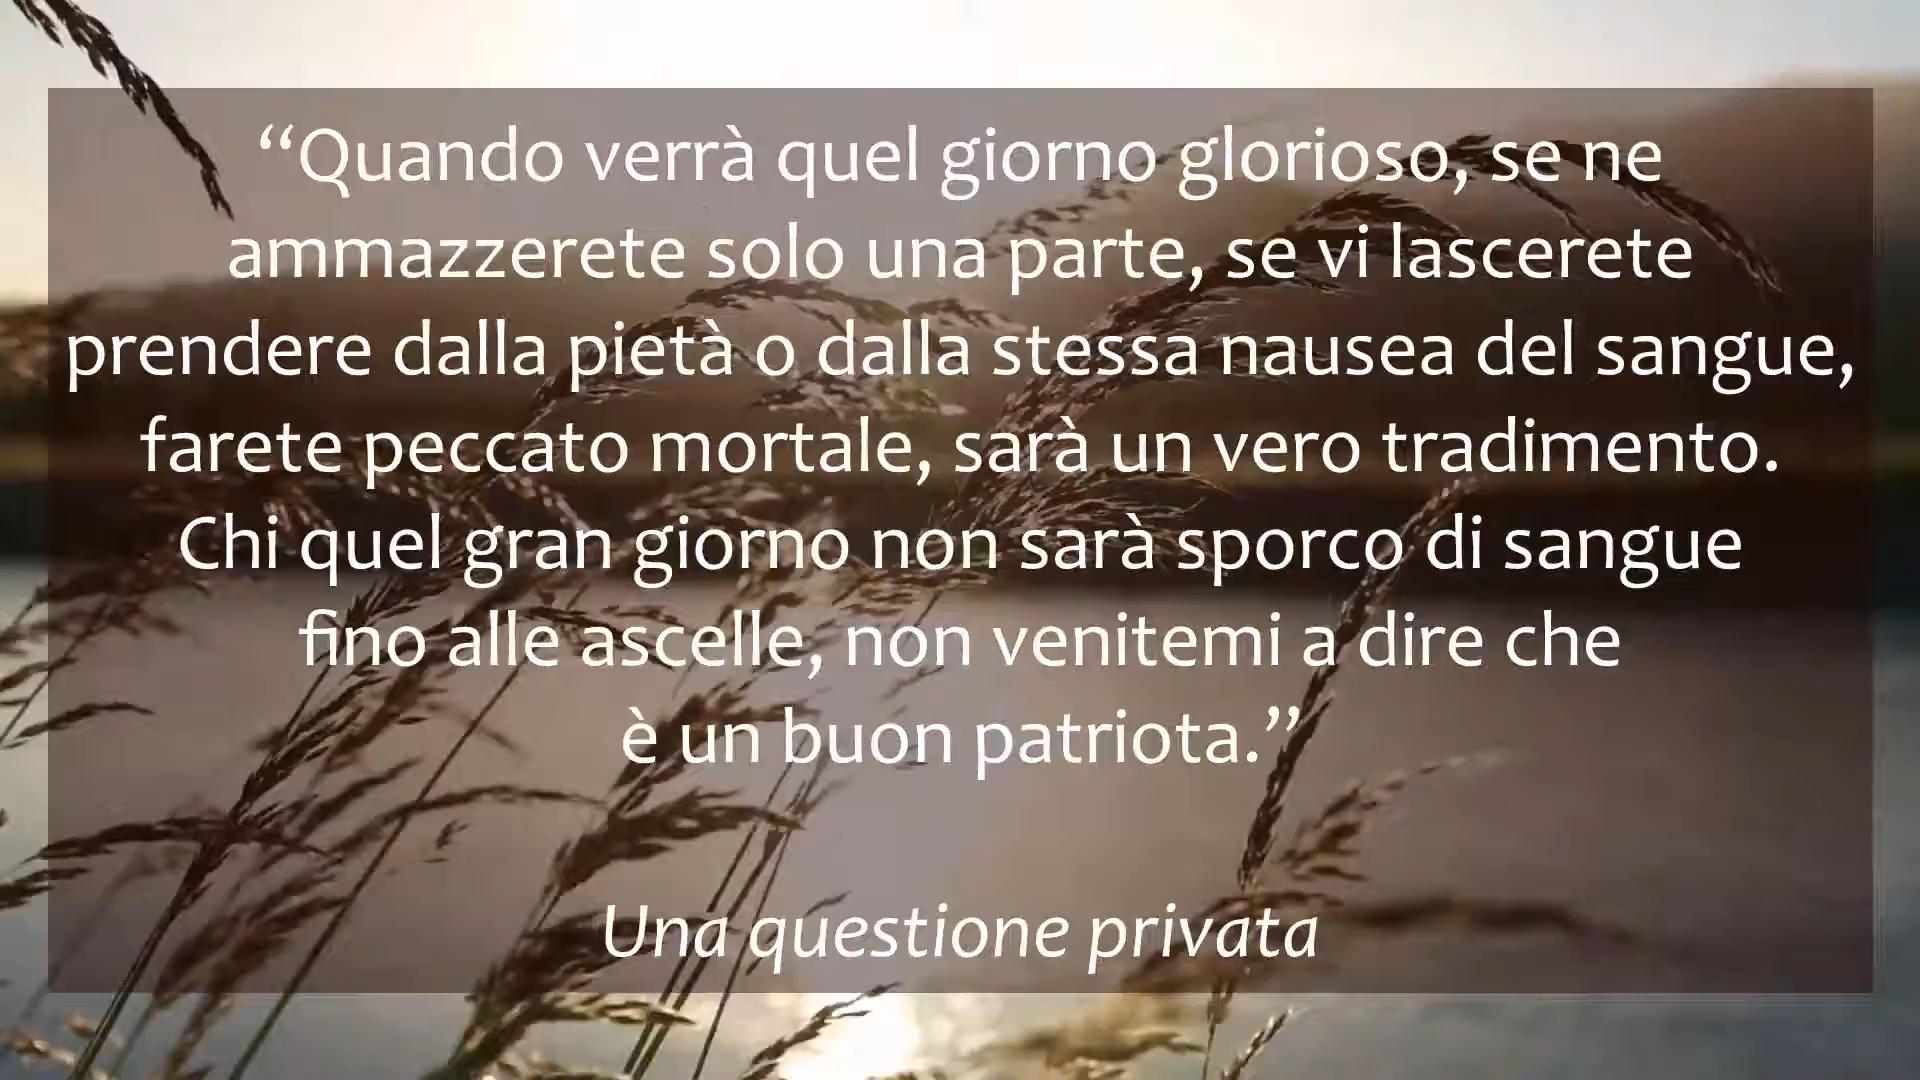 “Quando verrà quel giorno glorioso, se ne
ammazzerete solo una parte, se vi lascerete
prendere dalla pietà o dalla stessa nausea del sangue,
farete peccato mortale, sarà un vero tradimento.
Chi quel gran giorno non sarà sporco di sangue
fino alle ascelle, non venitemi a dire che
è un buon patriota.”
Una questione privata